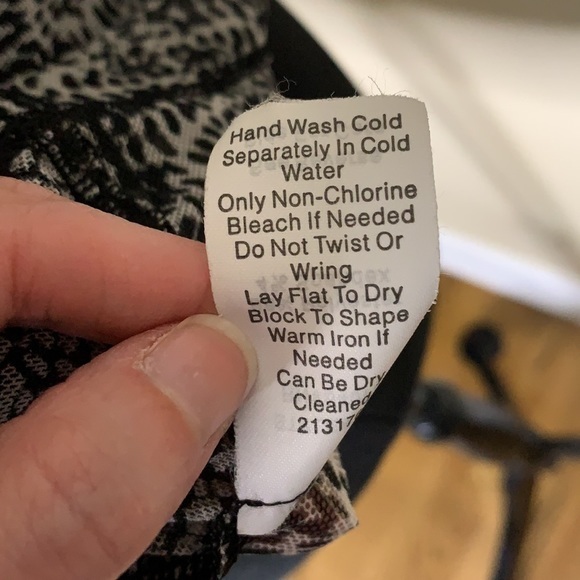 Hand Wash Cold
Separately In Cold
Water
Only Non-Chlorine
Bleach If Needed
Do Not Twist Or
Wring
Lay Flat To Dry
Block To Shape
Warm Iron If
Needed
Can Be Dry
Cleaned